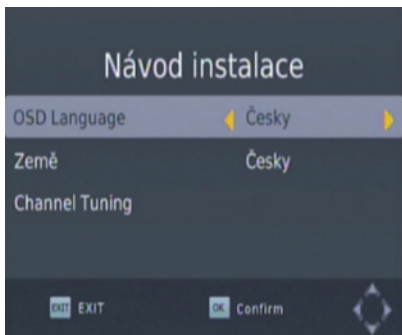 Návod instalace
OSD Language Česky
Země Česky
Channel Tuning
EXIT EXIT OK Confirm